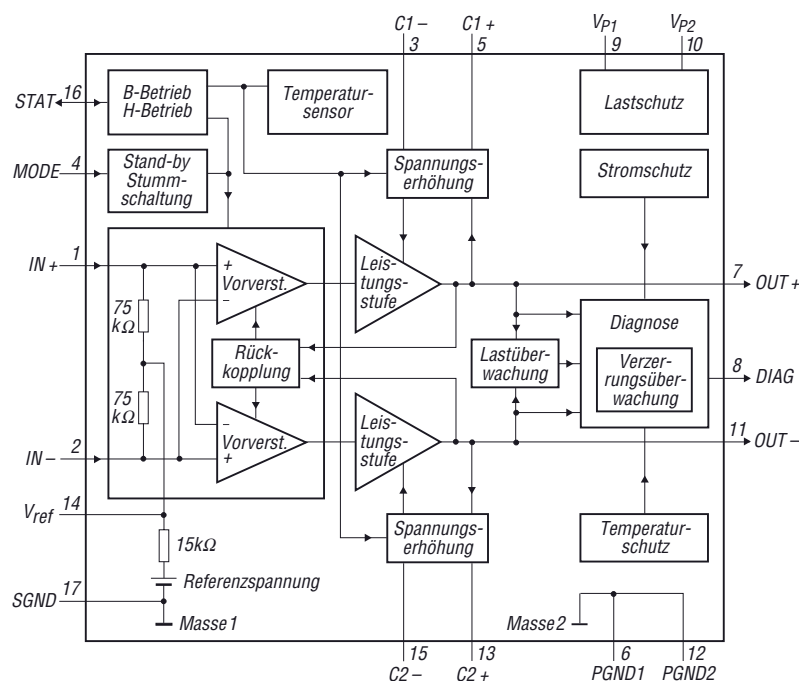 C1 – C1 + VP1 VP2
3 5 9 10
STAT 16
B-Betrieb
H-Betrieb
Temperatur-
sensor
Lastschutz
MODE 4
Stand-by
Stumm-
schaltung
Spannungs-
erhöhung
Stromschutz
IN + 1
+
Vorverst.
–
Leis-
tungs-
stufe
7 OUT +
75
kΩ
Rück-
kopplung
Lastüber-
wachung
Diagnose
Verzer-
rungsüber-
wachung
8 DIAG
75
kΩ
–
Vorverst.
+
Leis-
tungs-
stufe
11 OUT –
IN – 2
Vref 14
15kΩ
Spannungs-
erhöhung
Temperatur-
schutz
Referenzspannung
SGND 17
Masse 1
Masse 2
15 13 6 12
C2 – C2 + PGND1 PGND2